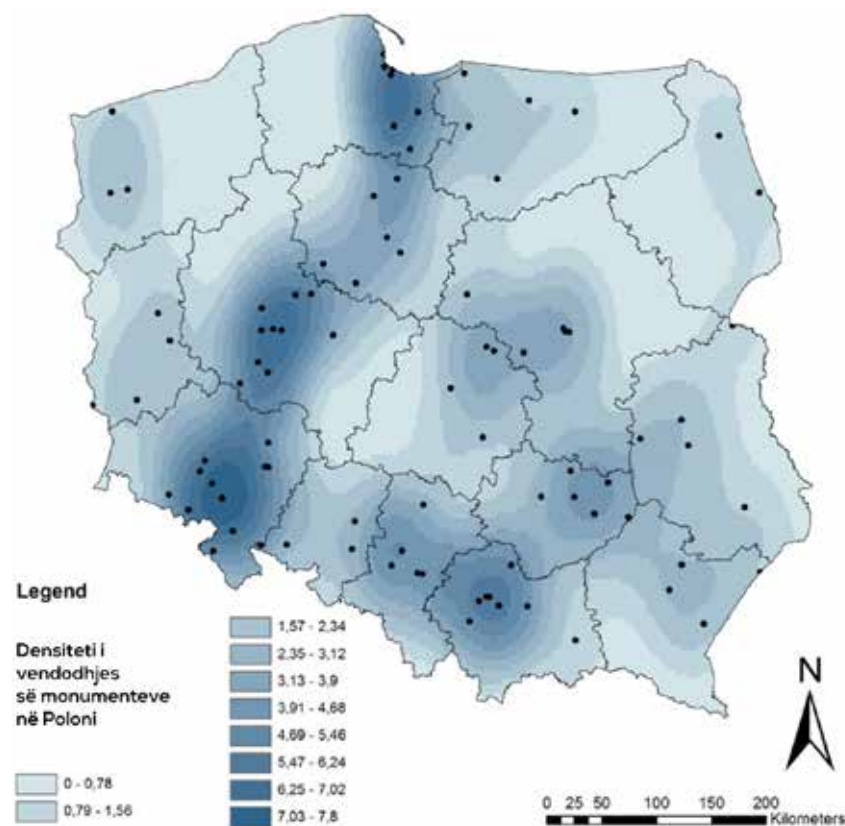 Legend
Densiteti i
vendodhjes
së monumenteve
në Poloni
0 - 0,78
0,79 - 1,56
1,57 - 2,34
2,35 - 3,12
3,13 - 3,9
3,91 - 4,68
4,69 - 5,46
5,47 - 6,24
6,25 - 7,02
7,03 - 7,8
N
0 25 50 100 150 200
Kilometers